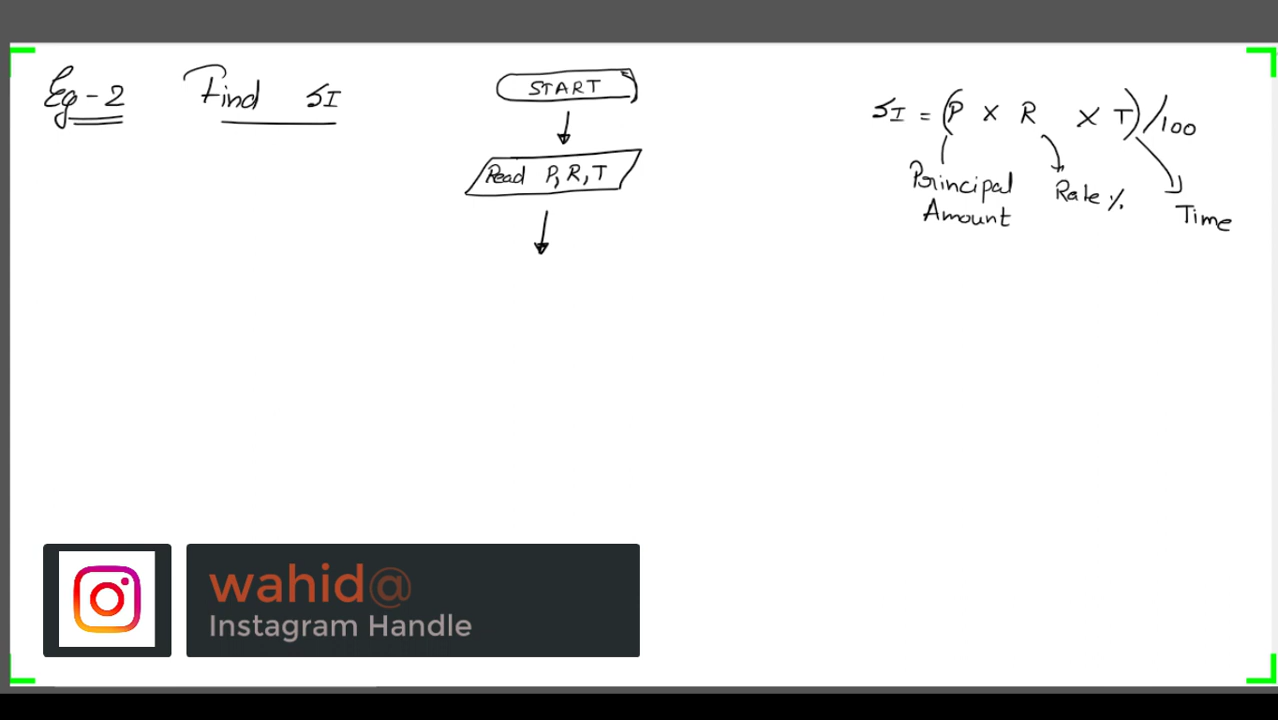 Eg-2 Find SI
START
Read P, R, T
SI = (P × R × T)/100
Principal
Amount
Rate %
Time
wahid@
Instagram Handle